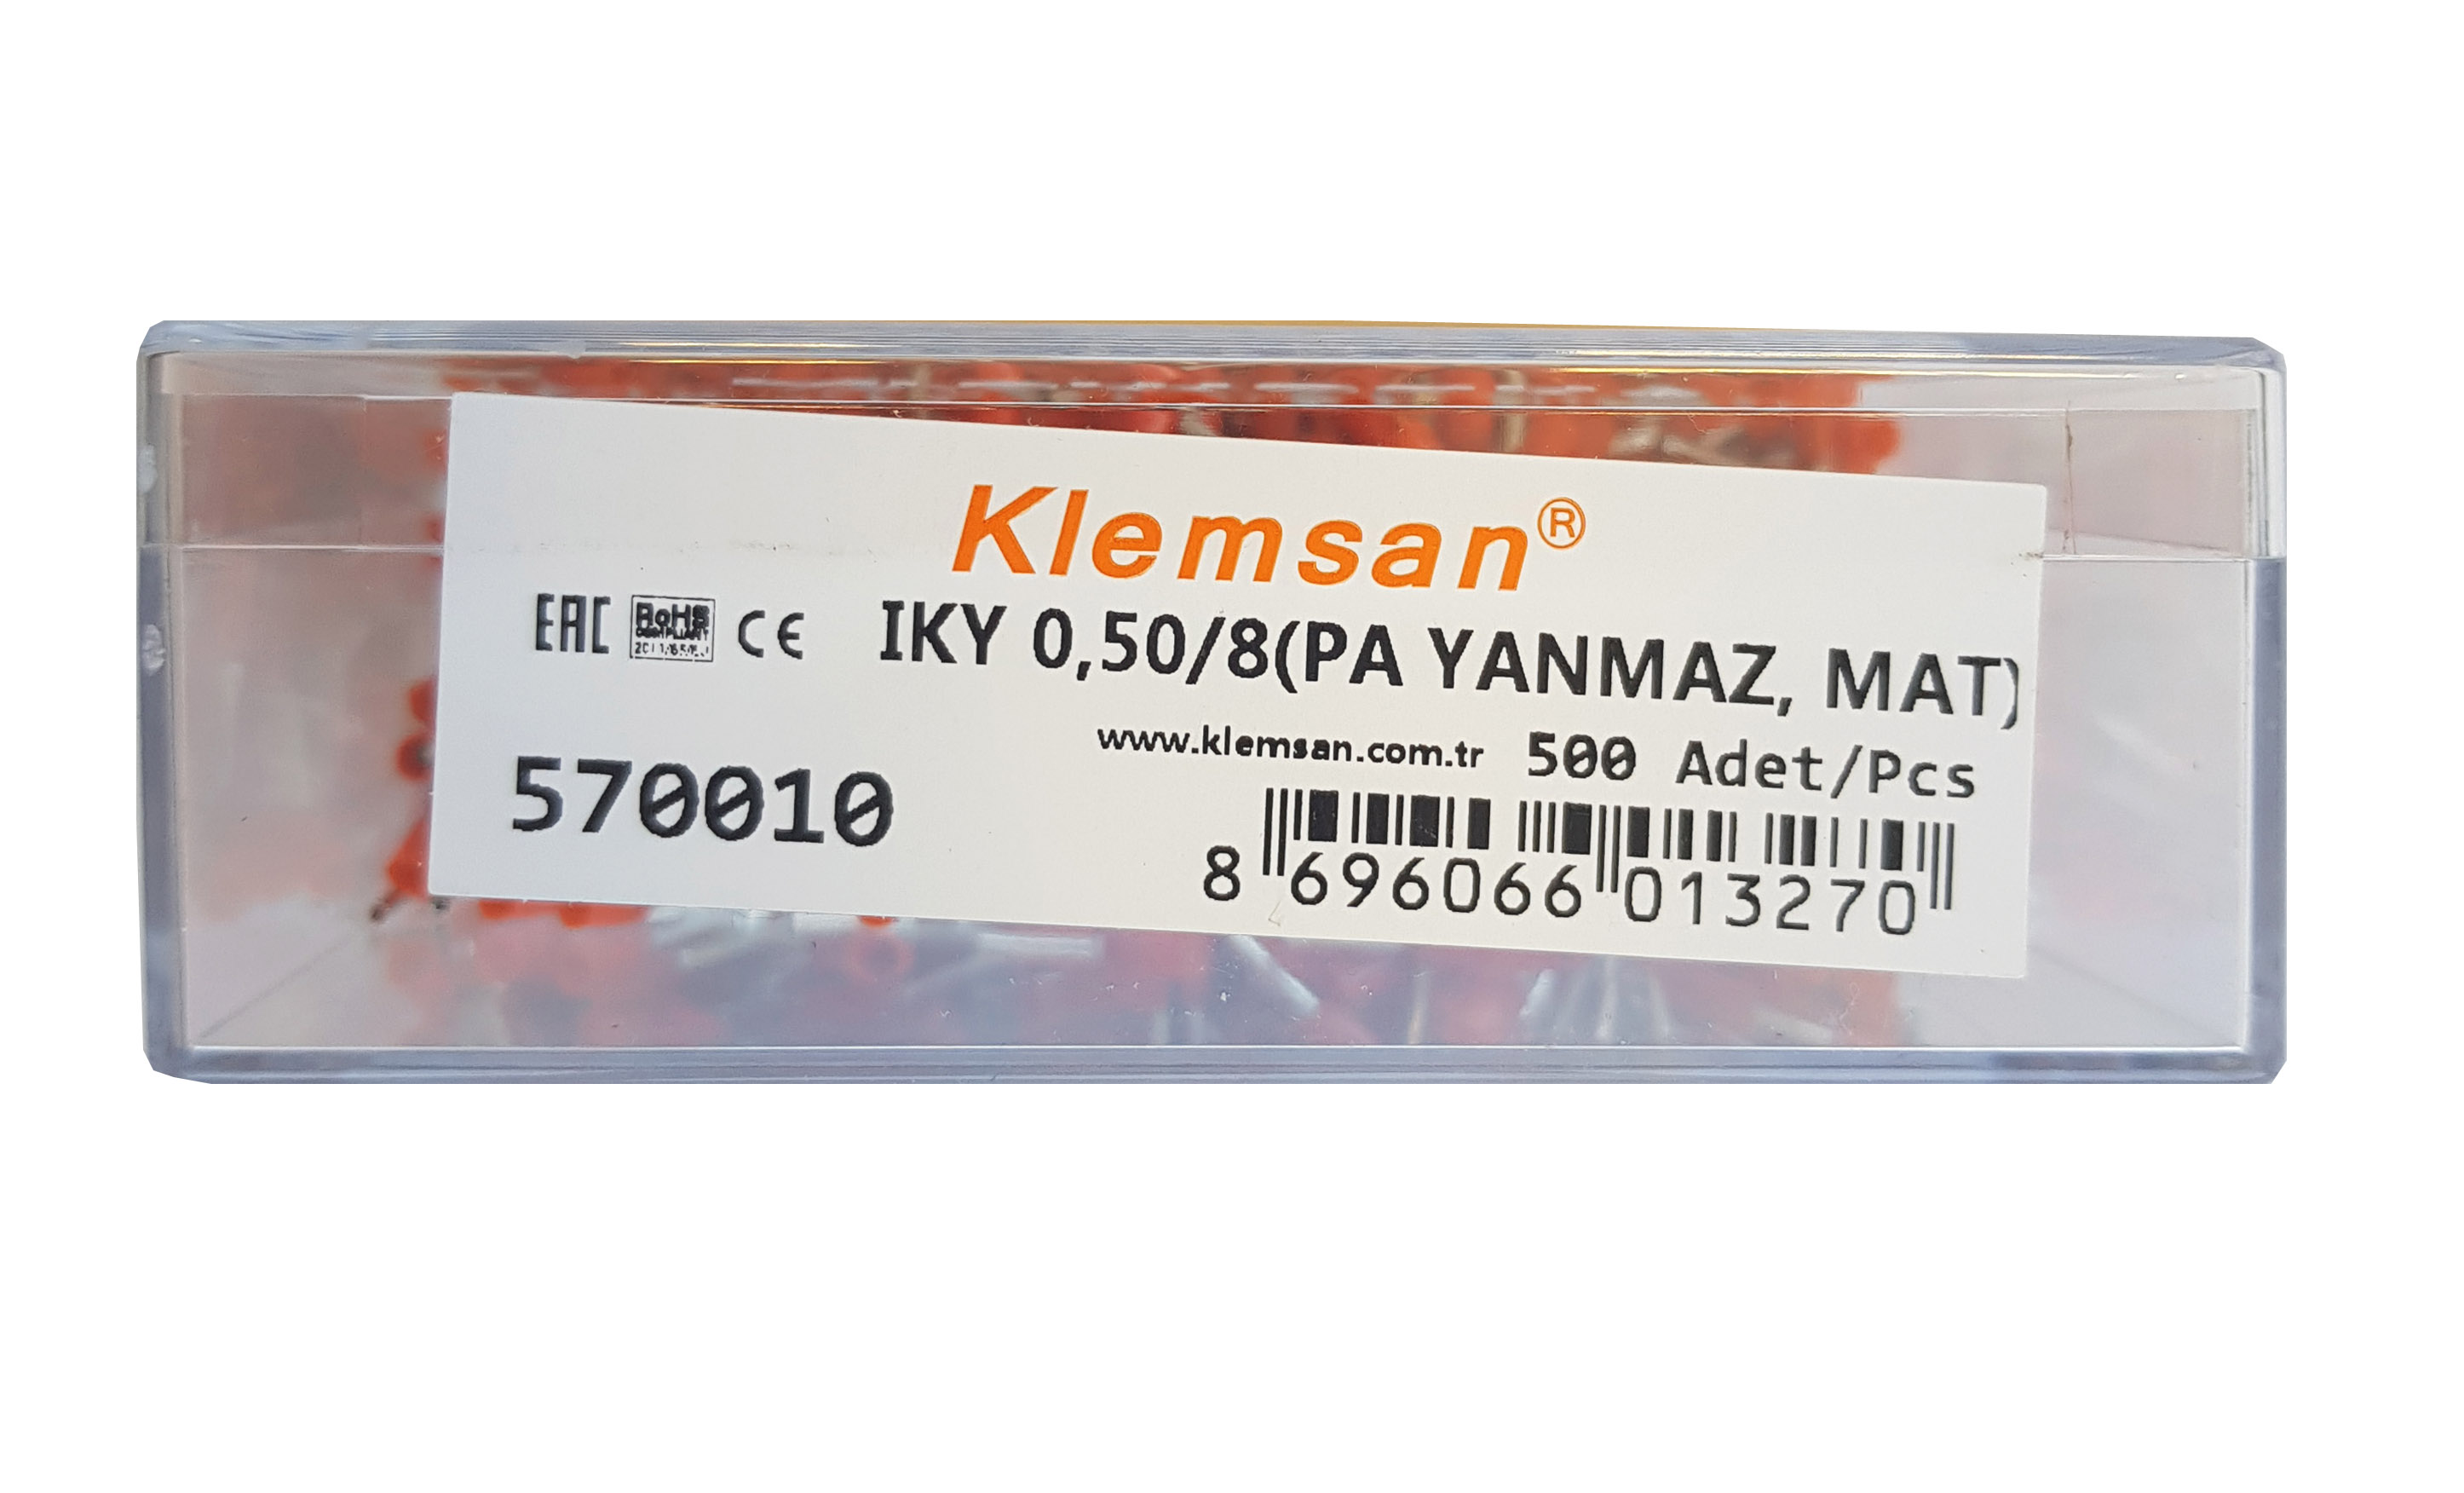 Klemsan®
EAC RoHS CE IKY 0,50/8(PA YANMAZ, MAT)
COMPLIANT
www.klemsan.com.tr 500 Adet/Pcs
570010
8 696066 013270